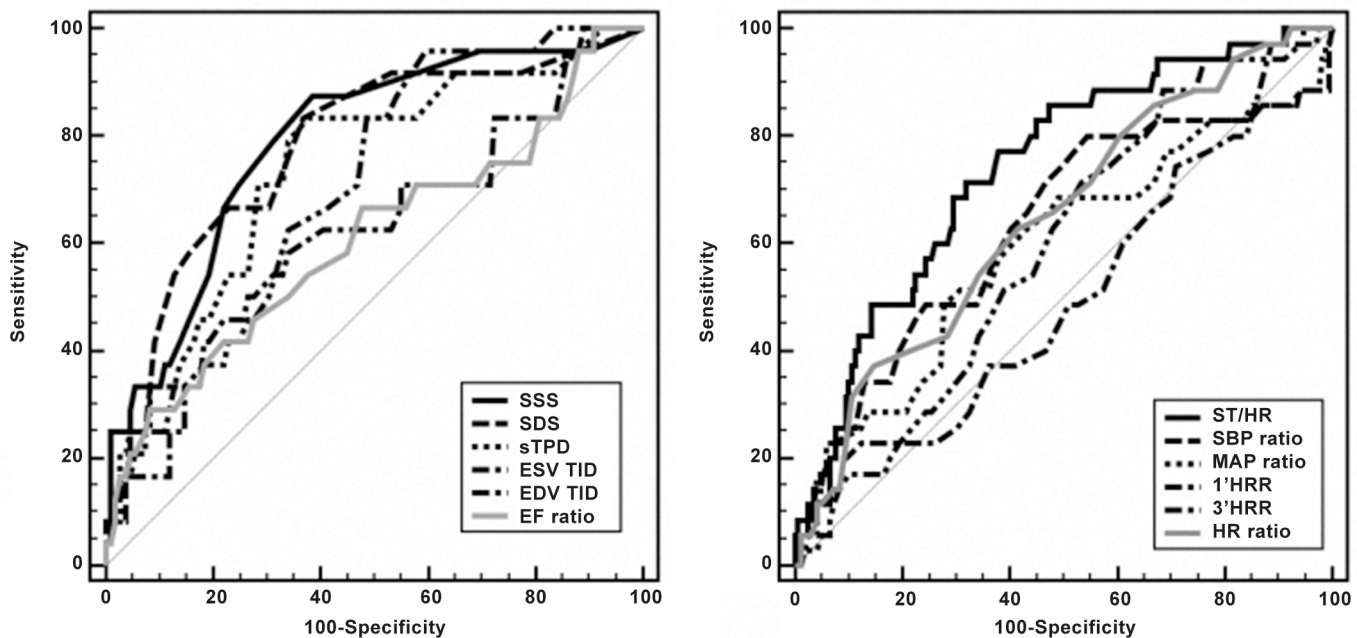 100
80
60
40
20
0
Sensitivity
0 20 40 60 80 100
100-Specificity
SSS
SDS
sTPD
ESV TID
EDV TID
EF ratio
100
80
60
40
20
0
Sensitivity
0 20 40 60 80 100
100-Specificity
ST/HR
SBP ratio
MAP ratio
1'HRR
3'HRR
HR ratio